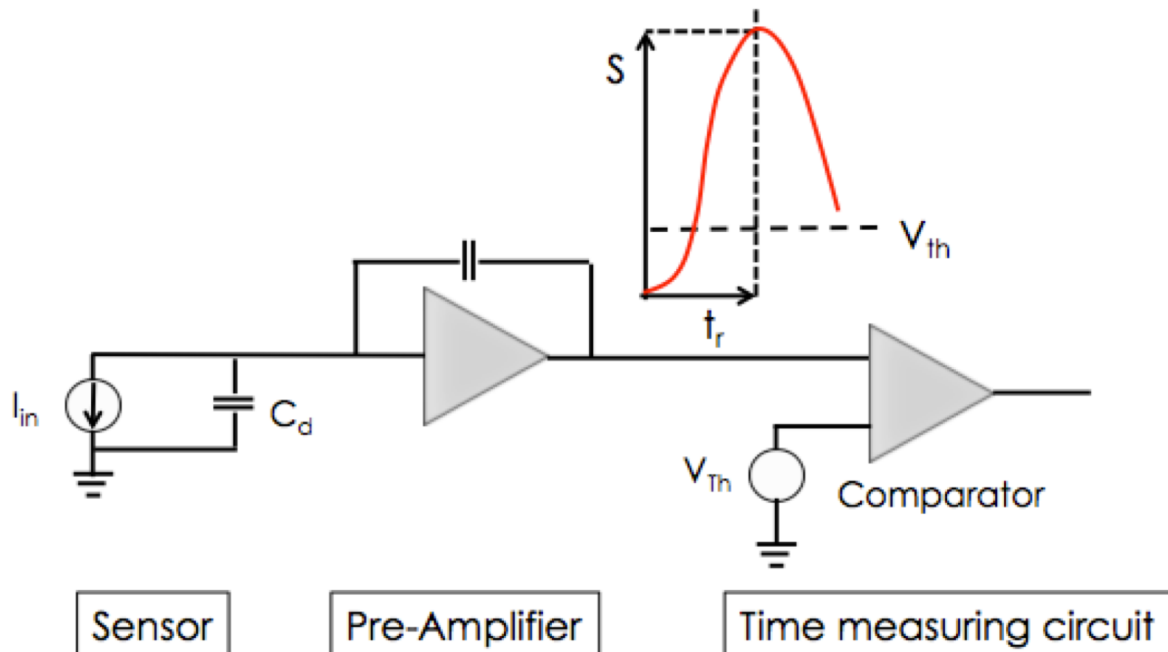 S
V_th
t_r
I_in
C_d
V_Th
Comparator
Sensor
Pre-Amplifier
Time measuring circuit